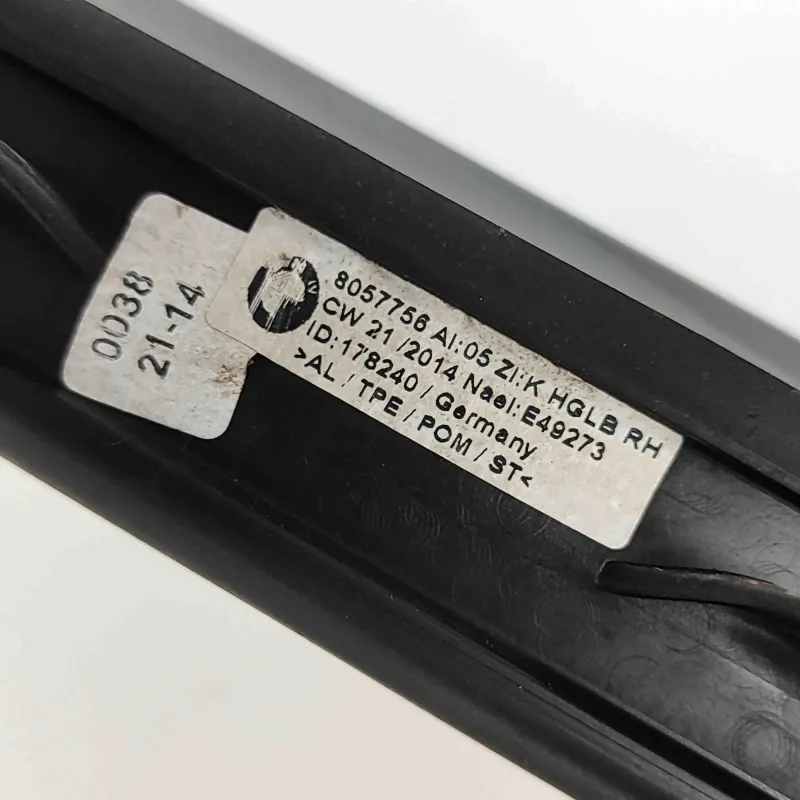 0038
21-14
8057756 AI:05 ZI:K HGLB RH
CW 21 /2014 Nael:E49273
ID:178240 / Germany
>AL / TPE / POM / ST<